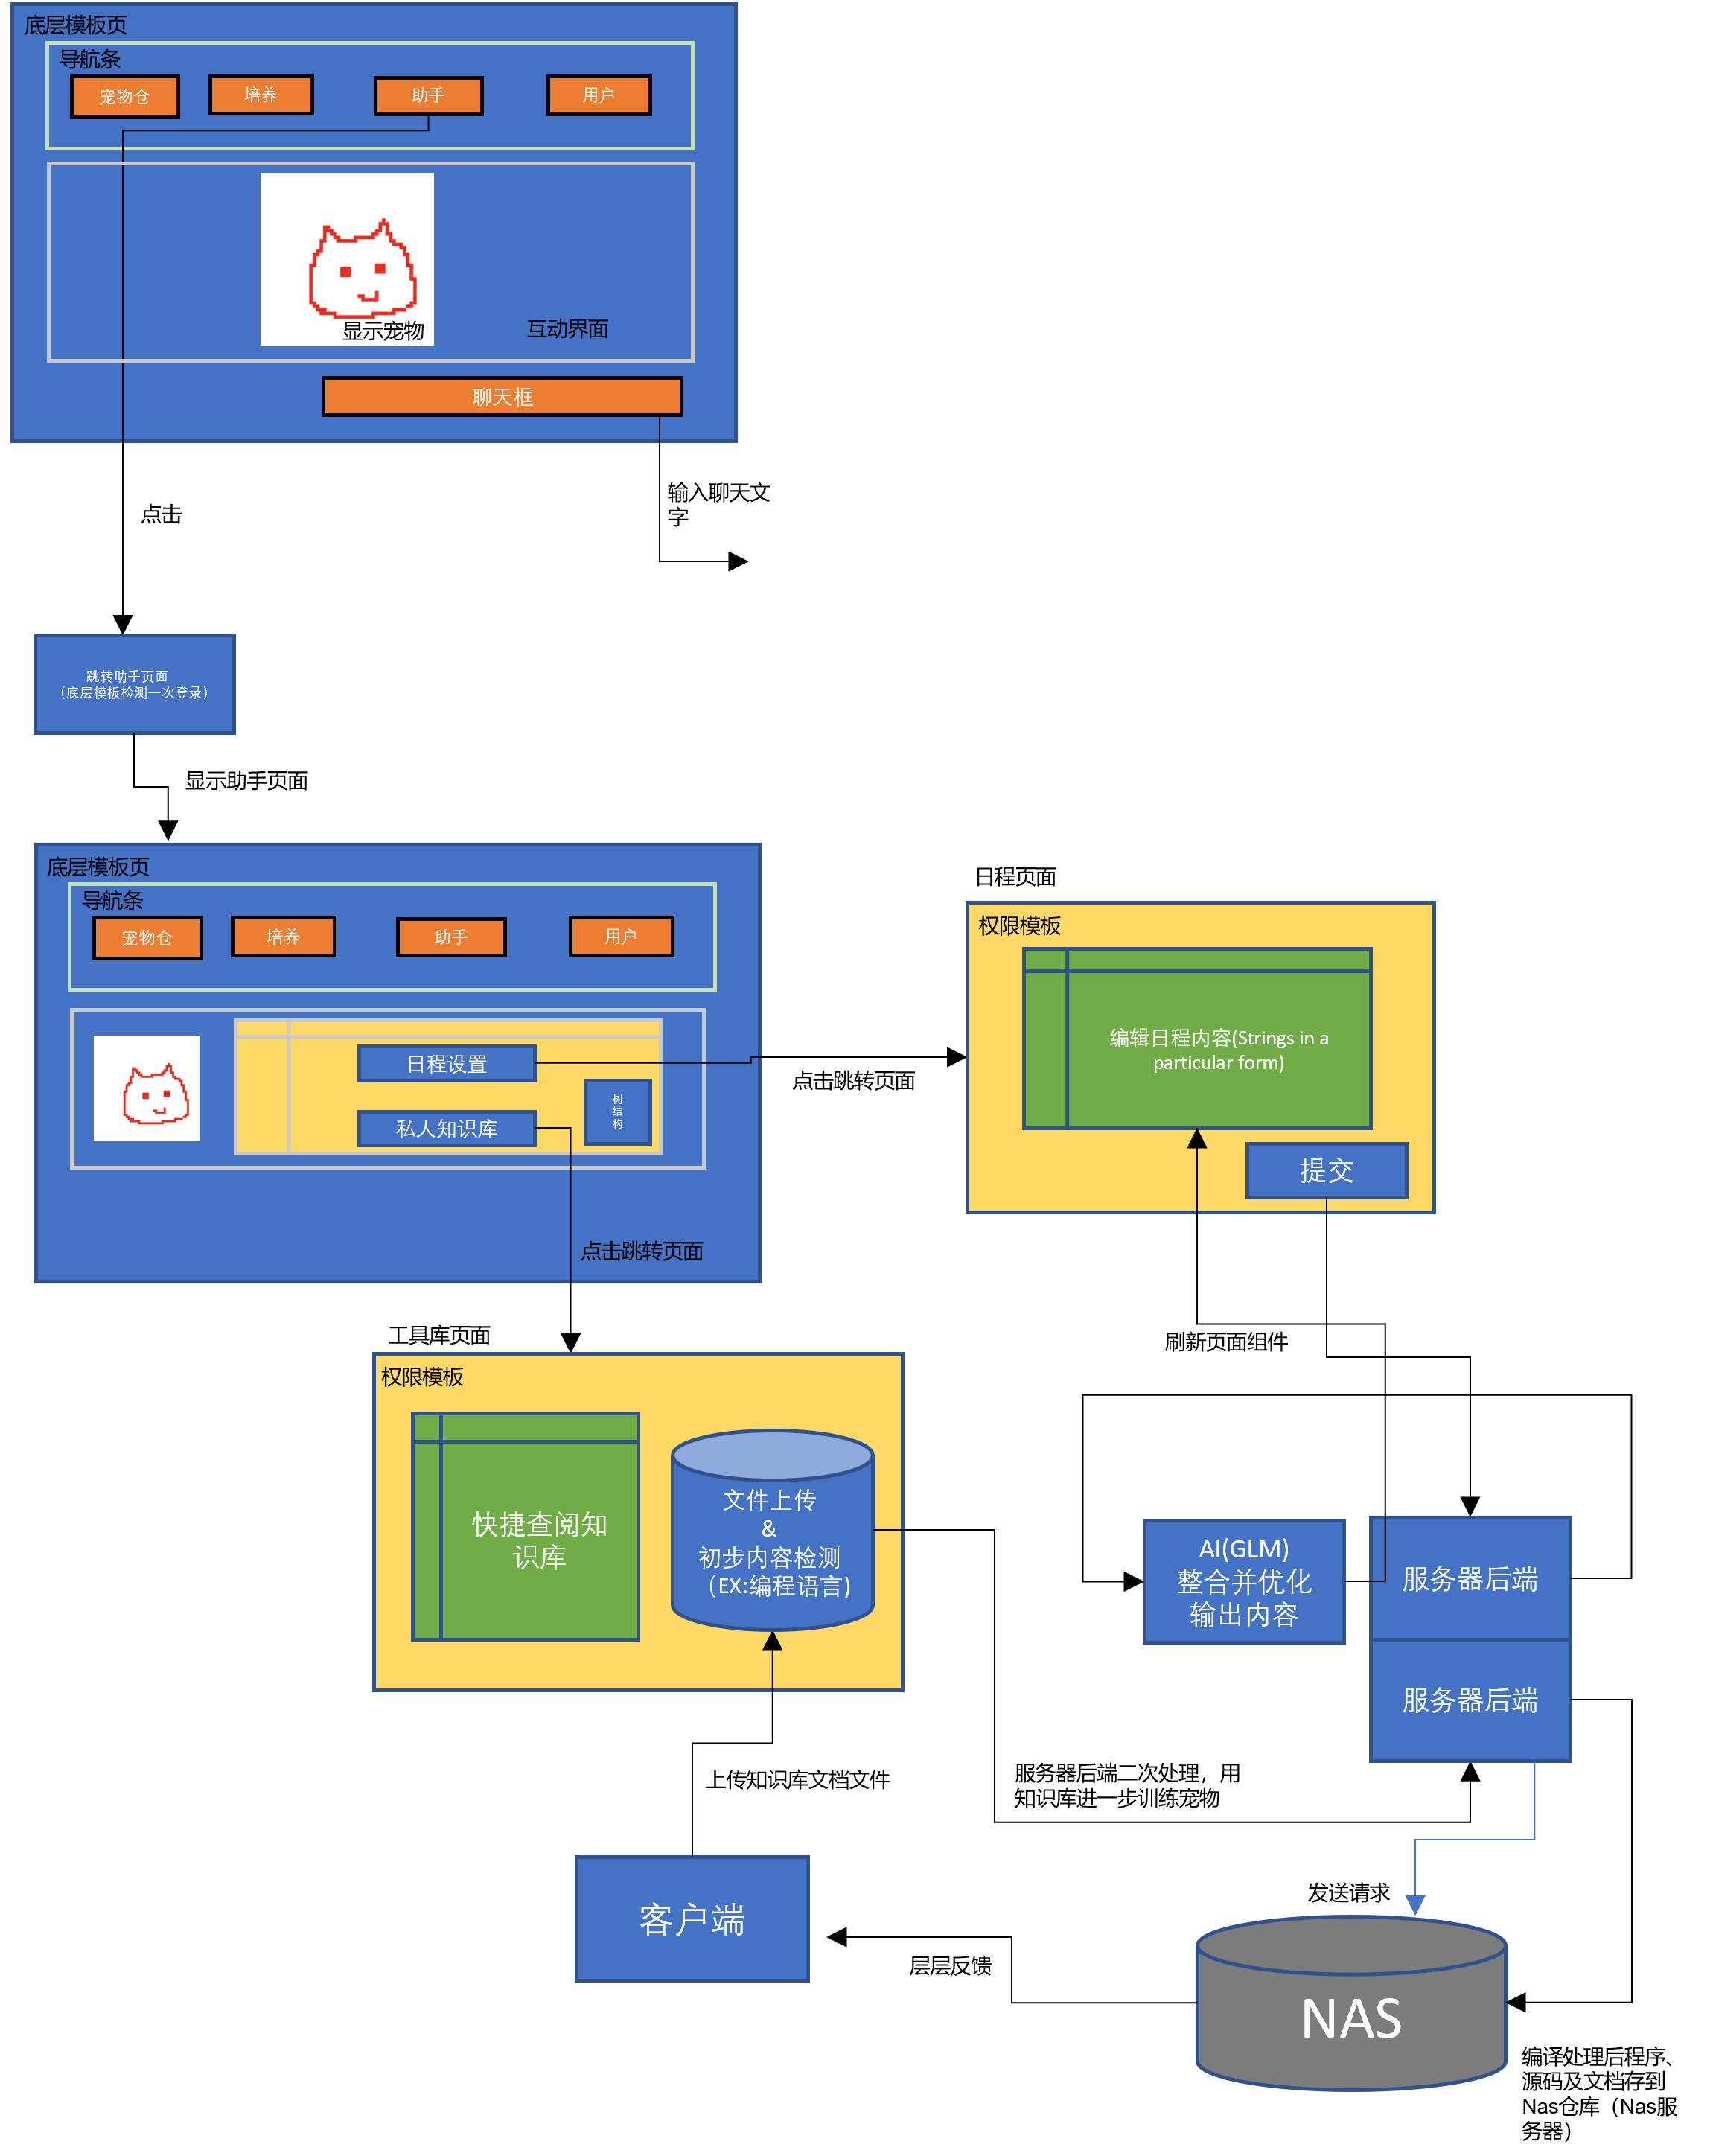 底层模板页
导航条
宠物仓
培养
助手
用户
显示宠物
互动界面
聊天框
点击
输入聊天文
字
跳转助手页面
（底层模板检测一次登录）
显示助手页面
底层模板页
导航条
宠物仓
培养
助手
用户
日程设置
私人知识库
树
结
构
点击跳转页面
点击跳转页面
日程页面
权限模板
编辑日程内容(Strings in a
particular form)
提交
刷新页面组件
工具库页面
权限模板
快捷查阅知
识库
文件上传
&
初步内容检测
（EX:编程语言)
AI(GLM)
整合并优化
输出内容
服务器后端
服务器后端
上传知识库文档文件
服务器后端二次处理，用
知识库进一步训练宠物
客户端
发送请求
层层反馈
NAS
编译处理后程序、
源码及文档存到
Nas仓库（Nas服
务器）